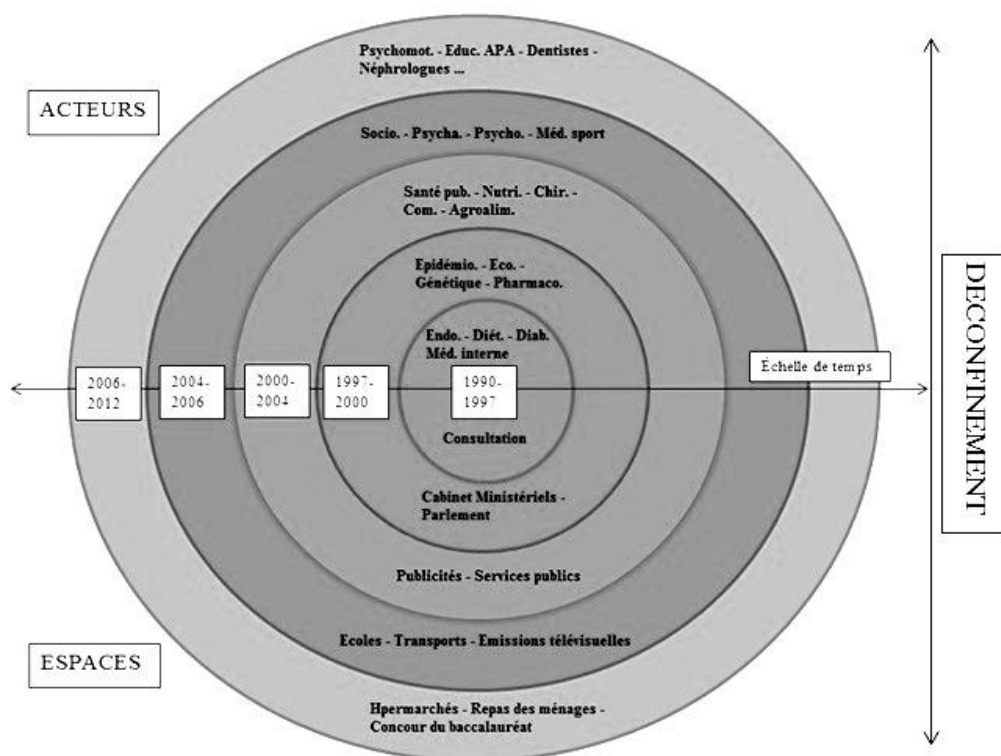 Psychomot. - Educ. APA - Dentistes -
Néphrologues ...
ACTEURS
Socio. - Psycha. - Psycho. - Méd. sport
Santé pub. - Nutri. - Chir. -
Com. - Agroalim.
Epidémio. - Eco. -
Génétique - Pharmaco.
Endo. - Diét. - Diab.
Méd. interne
Échelle de temps
2006-
2012
2004-
2006
2000-
2004
1997-
2000
1990-
1997
DECONFINEMENT
Consultation
Cabinet Ministériels -
Parlement
Publicités - Services publics
Ecoles - Transports - Emissions télévisuelles
ESPACES
Hpermarchés - Repas des ménages -
Concour du baccalauréat